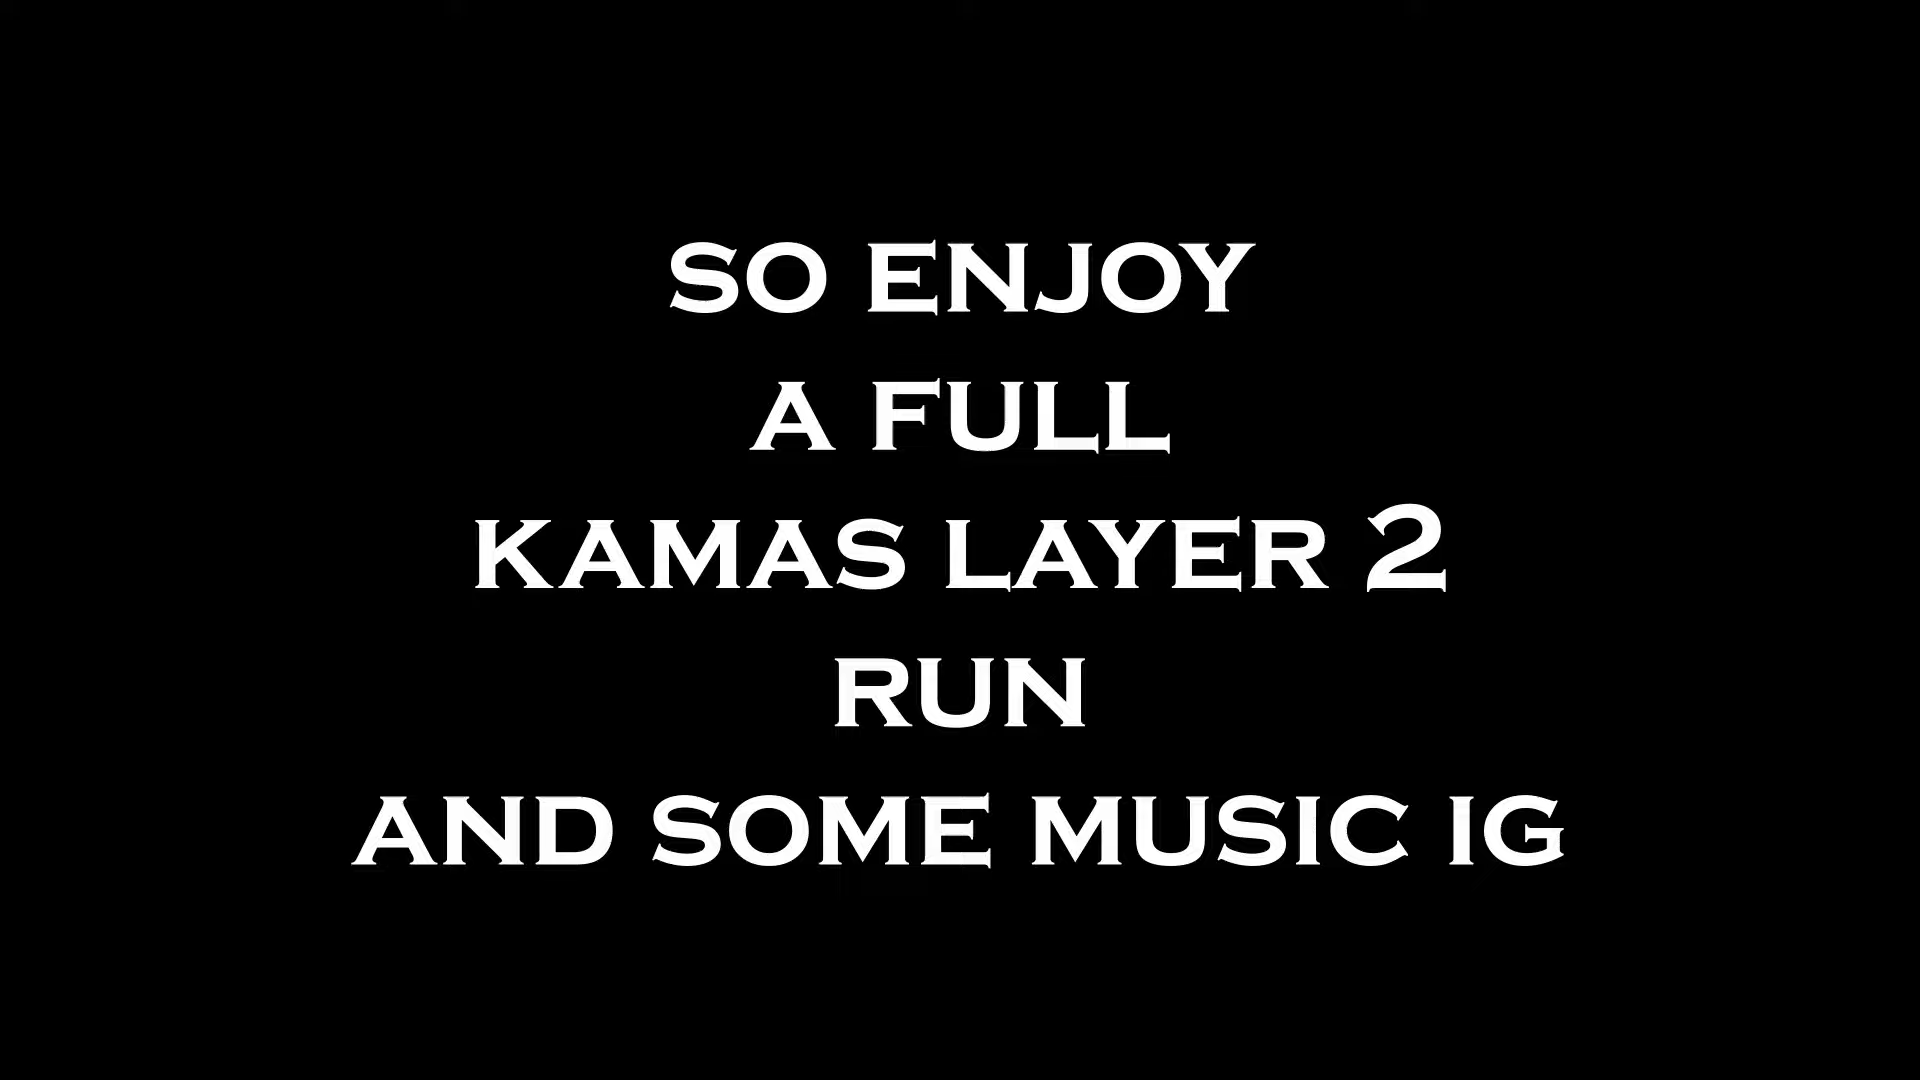 SO ENJOY
A FULL
KAMAS LAYER 2
RUN
AND SOME MUSIC IG